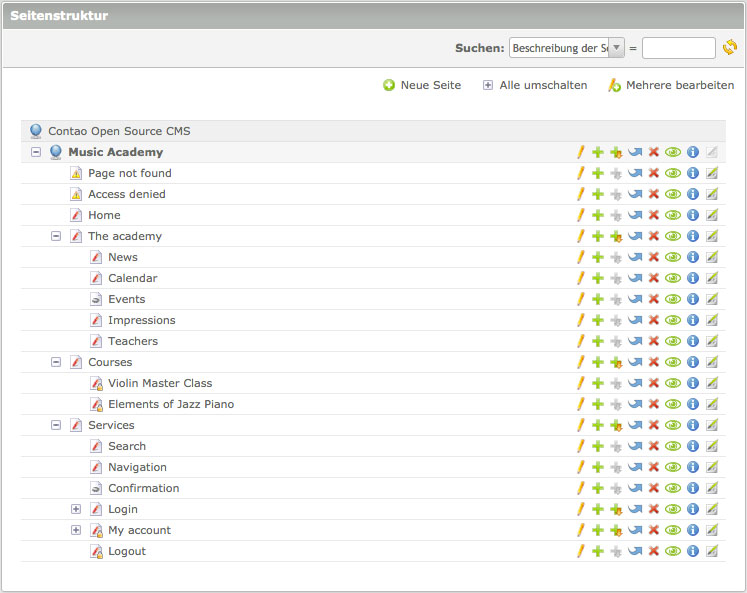 Seitenstruktur
Suchen: Beschreibung der Se =
Neue Seite Alle umschalten Mehrere bearbeiten
Contao Open Source CMS
Music Academy
Page not found
Access denied
Home
The academy
News
Calendar
Events
Impressions
Teachers
Courses
Violin Master Class
Elements of Jazz Piano
Services
Search
Navigation
Confirmation
Login
My account
Logout